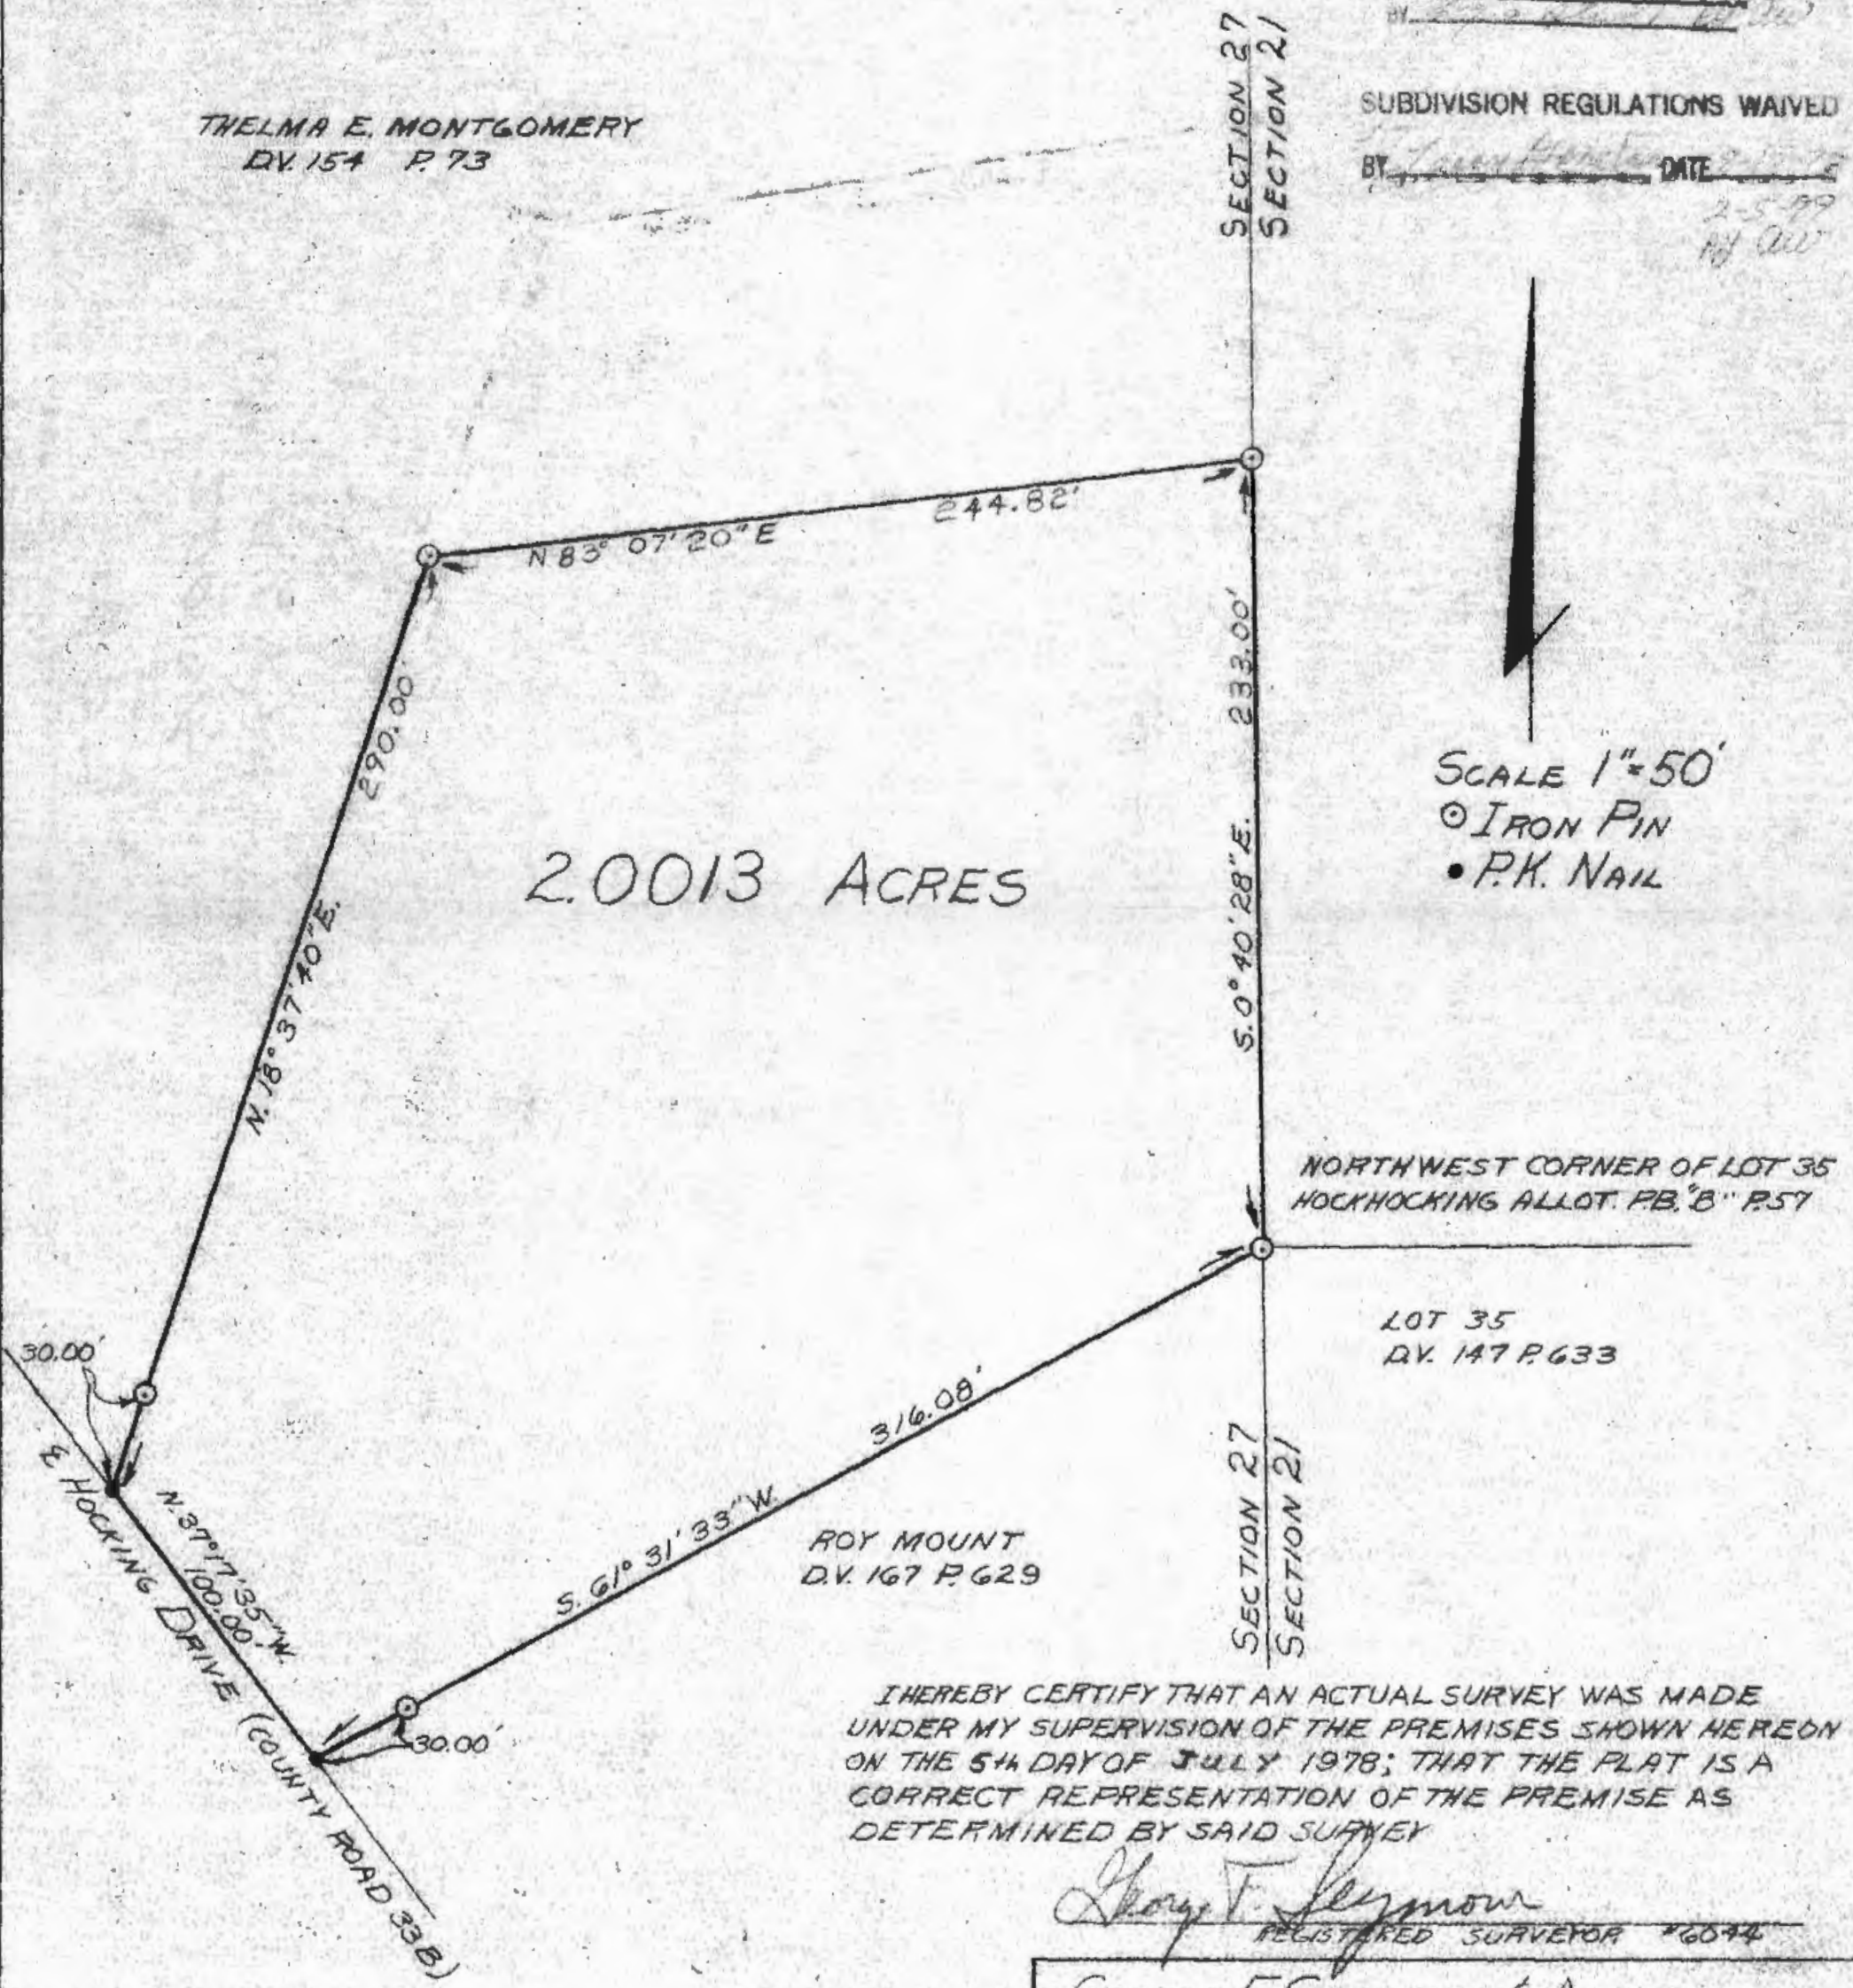 BY
SECTION 27
SECTION 21
SUBDIVISION REGULATIONS WAIVED
BY DATE
2-5-99
THELMA E. MONTGOMERY
D.V. 154 P. 73
N 83° 07' 20" E 244.82'
290.00'
N. 18° 37' 40" E.
233.00'
S. 0° 40' 28" E.
SCALE 1"=50'
⊙ IRON PIN
• P.K. NAIL
2.0013 ACRES
NORTHWEST CORNER OF LOT 35
HOCKHOCKING ALLOT. P.B. "B" P.57
LOT 35
D.V. 147 P. 633
30.00'
316.08'
S. 61° 31' 33" W.
N. 37° 17' 35" W.
100.00'
℄ HOCKING DRIVE (COUNTY ROAD 33B)
ROY MOUNT
D.V. 167 P. 629
SECTION 27
SECTION 21
30.00'
I HEREBY CERTIFY THAT AN ACTUAL SURVEY WAS MADE
UNDER MY SUPERVISION OF THE PREMISES SHOWN HEREON
ON THE 5th DAY OF JULY 1978; THAT THE PLAT IS A
CORRECT REPRESENTATION OF THE PREMISE AS
DETERMINED BY SAID SURVEY
George F. Seymour
REGISTERED SURVEYOR #6044